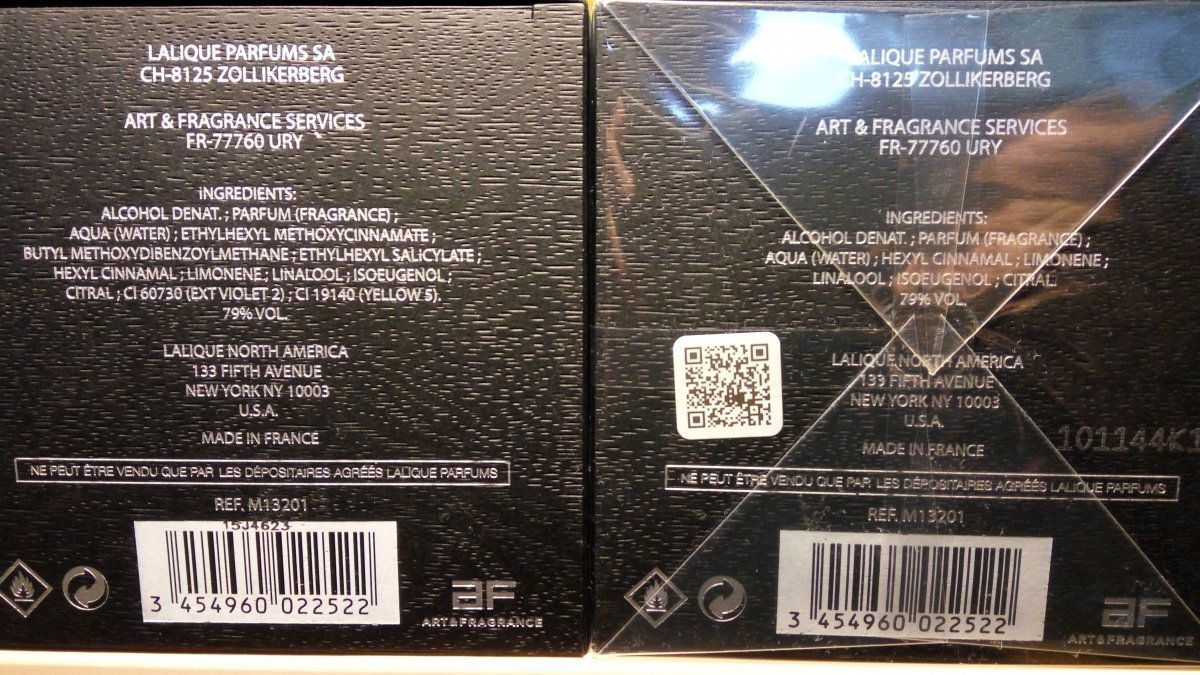 LALIQUE PARFUMS SA
CH-8125 ZOLLIKERBERG
ART & FRAGRANCE SERVICES
FR-77760 URY
iNGREDIENTS:
ALCOHOL DENAT. ; PARFUM (FRAGRANCE) ;
AQUA (WATER) ; ETHYLHEXYL METHOXYCINNAMATE ;
BUTYL METHOXYDIBENZOYLMETHANE ; ETHYLHEXYL SALICYLATE ;
HEXYL CINNAMAL ; LIMONENE ; LINALOOL ; ISOEUGENOL ;
CITRAL ; CI 60730 (EXT VIOLET 2) ; CI 19140 (YELLOW 5).
79% VOL.
LALIQUE NORTH AMERICA
133 FIFTH AVENUE
NEW YORK NY 10003
U.S.A.
MADE IN FRANCE
NE PEUT ÊTRE VENDU QUE PAR LES DÉPOSITAIRES AGRÉÉS LALIQUE PARFUMS
REF. M13201
15J4623
3 454960 022522
AF
ART&FRAGRANCE
LALIQUE PARFUMS SA
CH-8125 ZOLLIKERBERG
ART & FRAGRANCE SERVICES
FR-77760 URY
INGREDIENTS:
ALCOHOL DENAT. ; PARFUM (FRAGRANCE) ;
AQUA (WATER) ; HEXYL CINNAMAL ; LIMONENE ;
LINALOOL ; ISOEUGENOL ; CITRAL.
79% VOL.
LALIQUE NORTH AMERICA
133 FIFTH AVENUE
NEW YORK NY 10003
U.S.A.
MADE IN FRANCE
101144K1
NE PEUT ÊTRE VENDU QUE PAR LES DÉPOSITAIRES AGRÉÉS LALIQUE PARFUMS
REF. M13201
3 454960 022522
AF
ART&FRAGRANCE